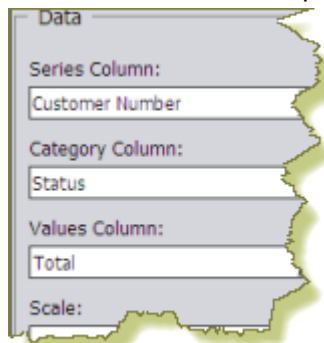 Data
Series Column:
Customer Number
Category Column:
Status
Values Column:
Total
Scale: